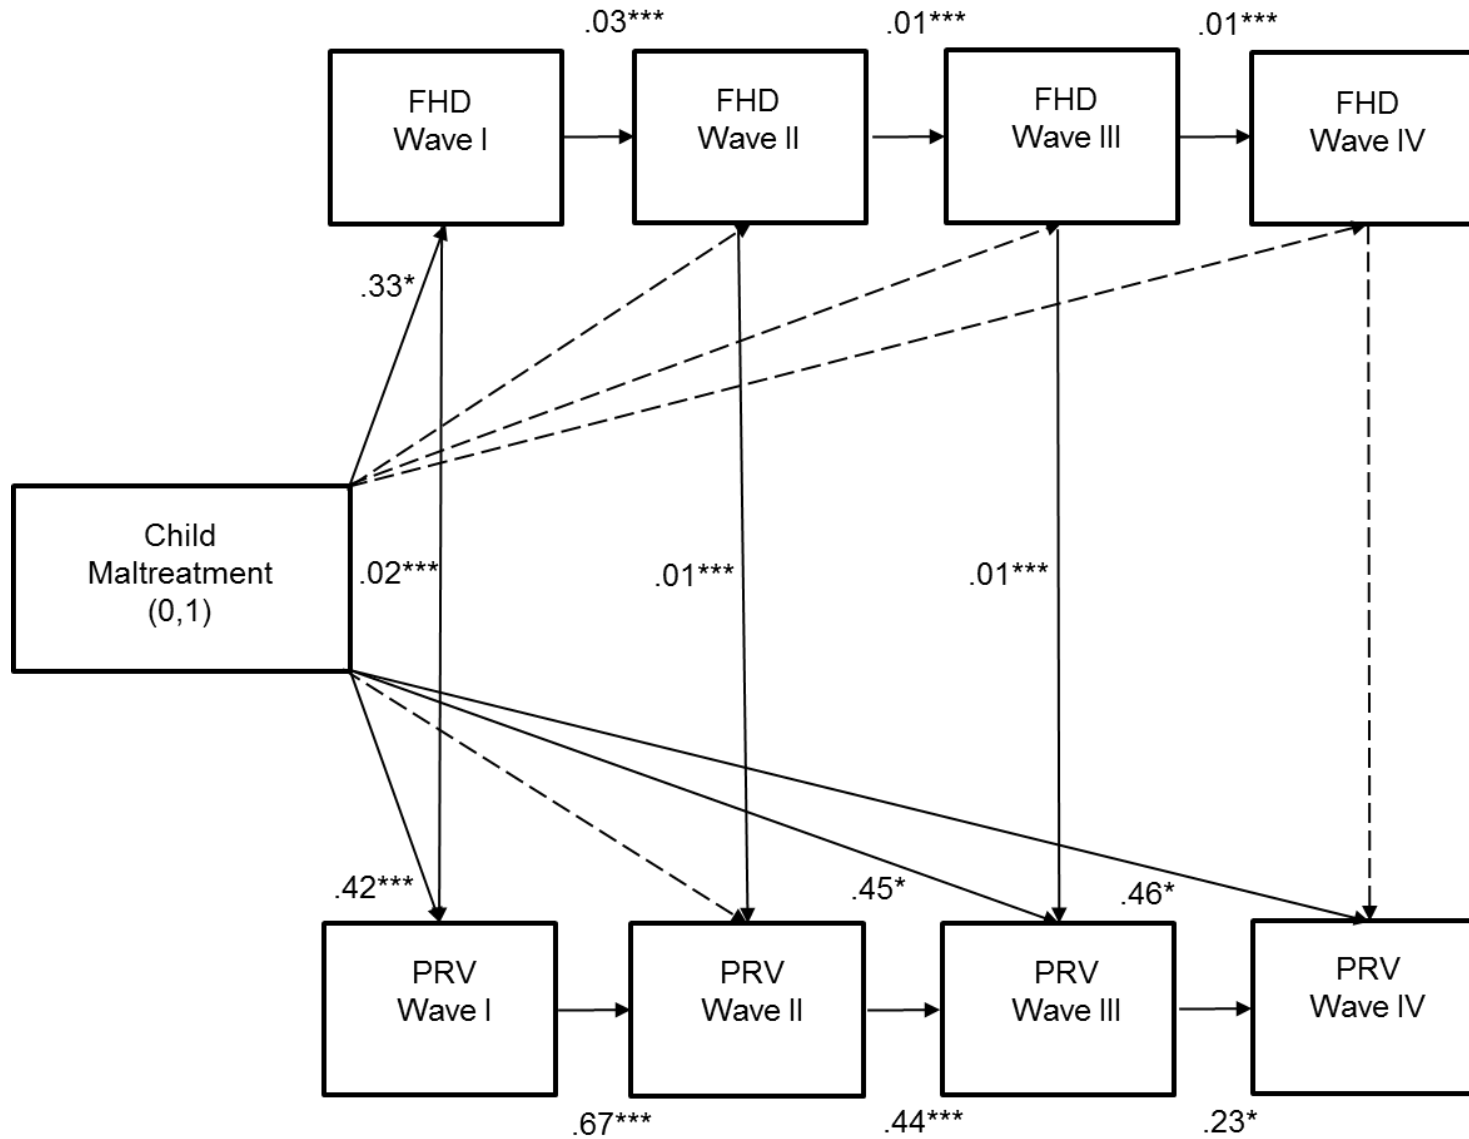 .03***
.01***
.01***
FHD
Wave I
FHD
Wave II
FHD
Wave III
FHD
Wave IV
.33*
Child
Maltreatment
(0,1)
.02***
.01***
.01***
.42***
.45*
.46*
PRV
Wave I
PRV
Wave II
PRV
Wave III
PRV
Wave IV
.67***
.44***
.23*